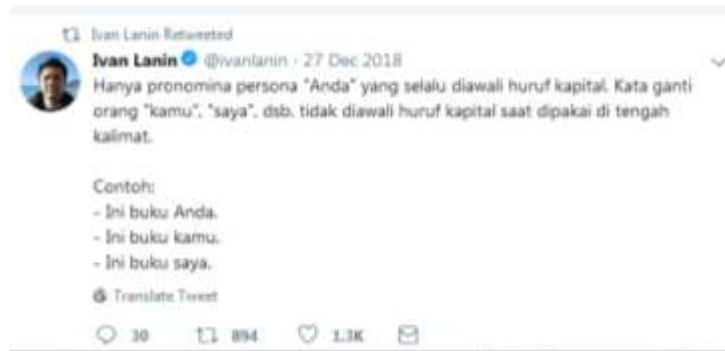 Ivan Lanin Retweeted
Ivan Lanin @ivanlanin · 27 Dec 2018
Hanya pronomina persona "Anda" yang selalu diawali huruf kapital. Kata ganti
orang "kamu", "saya", dsb. tidak diawali huruf kapital saat dipakai di tengah
kalimat.
Contoh:
- Ini buku Anda.
- Ini buku kamu.
- Ini buku saya.
Translate Tweet
30 894 1.3K